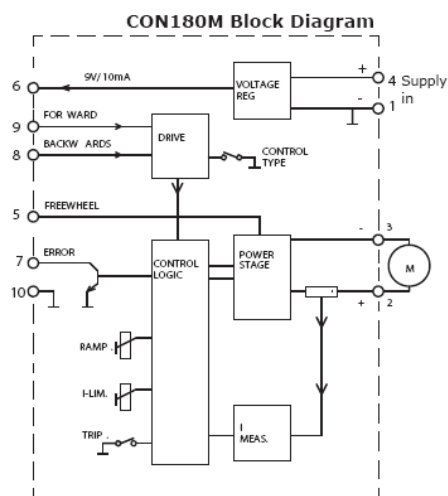 CON180M Block Diagram
6
9V/10mA
VOLTAGE
REG
+
4
Supply
in
-
1
9
FOR WARD
8
BACKW ARDS
DRIVE
CONTROL
TYPE
5
FREEWHEEL
7
ERROR
10
CONTROL
LOGIC
POWER
STAGE
-
3
M
+
2
RAMP .
I-LIM.
TRIP .
I
MEAS.